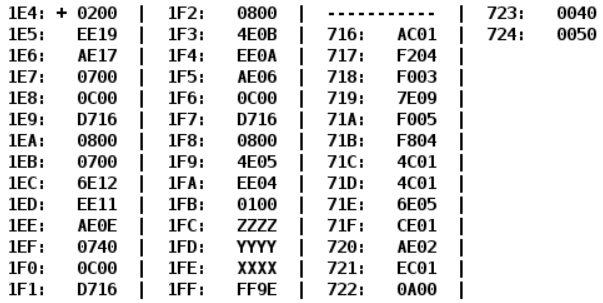 1E4: + 0200 | 1F2: 0800 | ----------- | 723: 0040
1E5: EE19 | 1F3: 4E0B | 716: AC01 | 724: 0050
1E6: AE17 | 1F4: EE0A | 717: F204 |
1E7: 0700 | 1F5: AE06 | 718: F003 |
1E8: 0C00 | 1F6: 0C00 | 719: 7E09 |
1E9: D716 | 1F7: D716 | 71A: F005 |
1EA: 0800 | 1F8: 0800 | 71B: F804 |
1EB: 0700 | 1F9: 4E05 | 71C: 4C01 |
1EC: 6E12 | 1FA: EE04 | 71D: 4C01 |
1ED: EE11 | 1FB: 0100 | 71E: 6E05 |
1EE: AE0E | 1FC: ZZZZ | 71F: CE01 |
1EF: 0740 | 1FD: YYYY | 720: AE02 |
1F0: 0C00 | 1FE: XXXX | 721: EC01 |
1F1: D716 | 1FF: FF9E | 722: 0A00 |